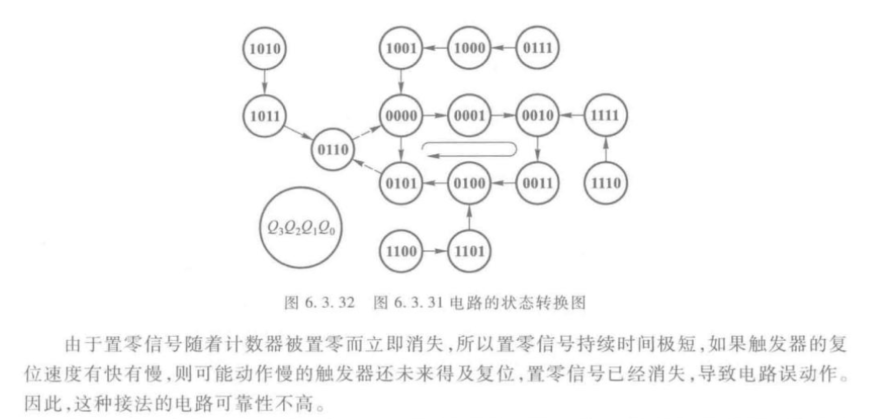 1010 1001 1000 0111
1011 0000 0001 0010 1111
0110
0101 0100 0011 1110
Q₃Q₂Q₁Q₀
1100 1101
图 6.3.32 图 6.3.31 电路的状态转换图
由于置零信号随着计数器被置零而立即消失,所以置零信号持续时间极短,如果触发器的复
位速度有快有慢,则可能动作慢的触发器还未来得及复位,置零信号已经消失,导致电路误动作。
因此,这种接法的电路可靠性不高。